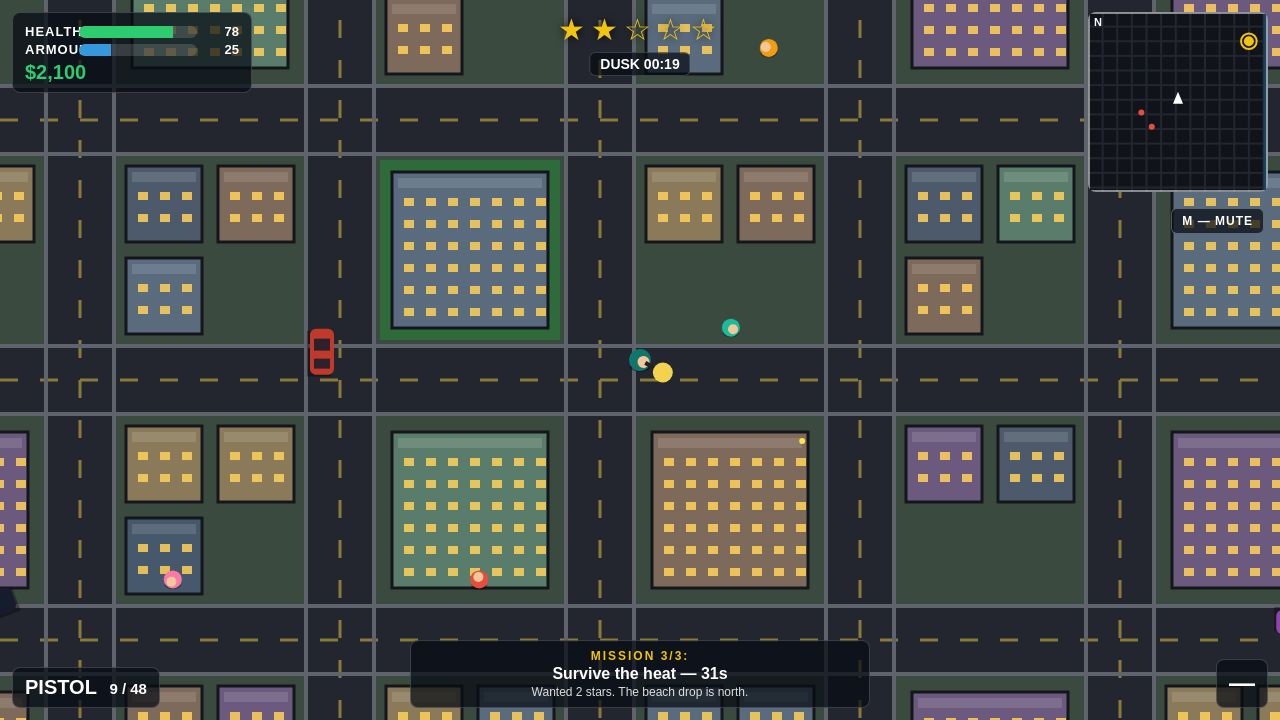 HEALTH 78
ARMOU 25
$2,100
★ ★ ☆ ☆ ☆
DUSK 00:19
N
M — MUTE
MISSION 3/3:
Survive the heat — 31s
Wanted 2 stars. The beach drop is north.
PISTOL 9 / 48
—